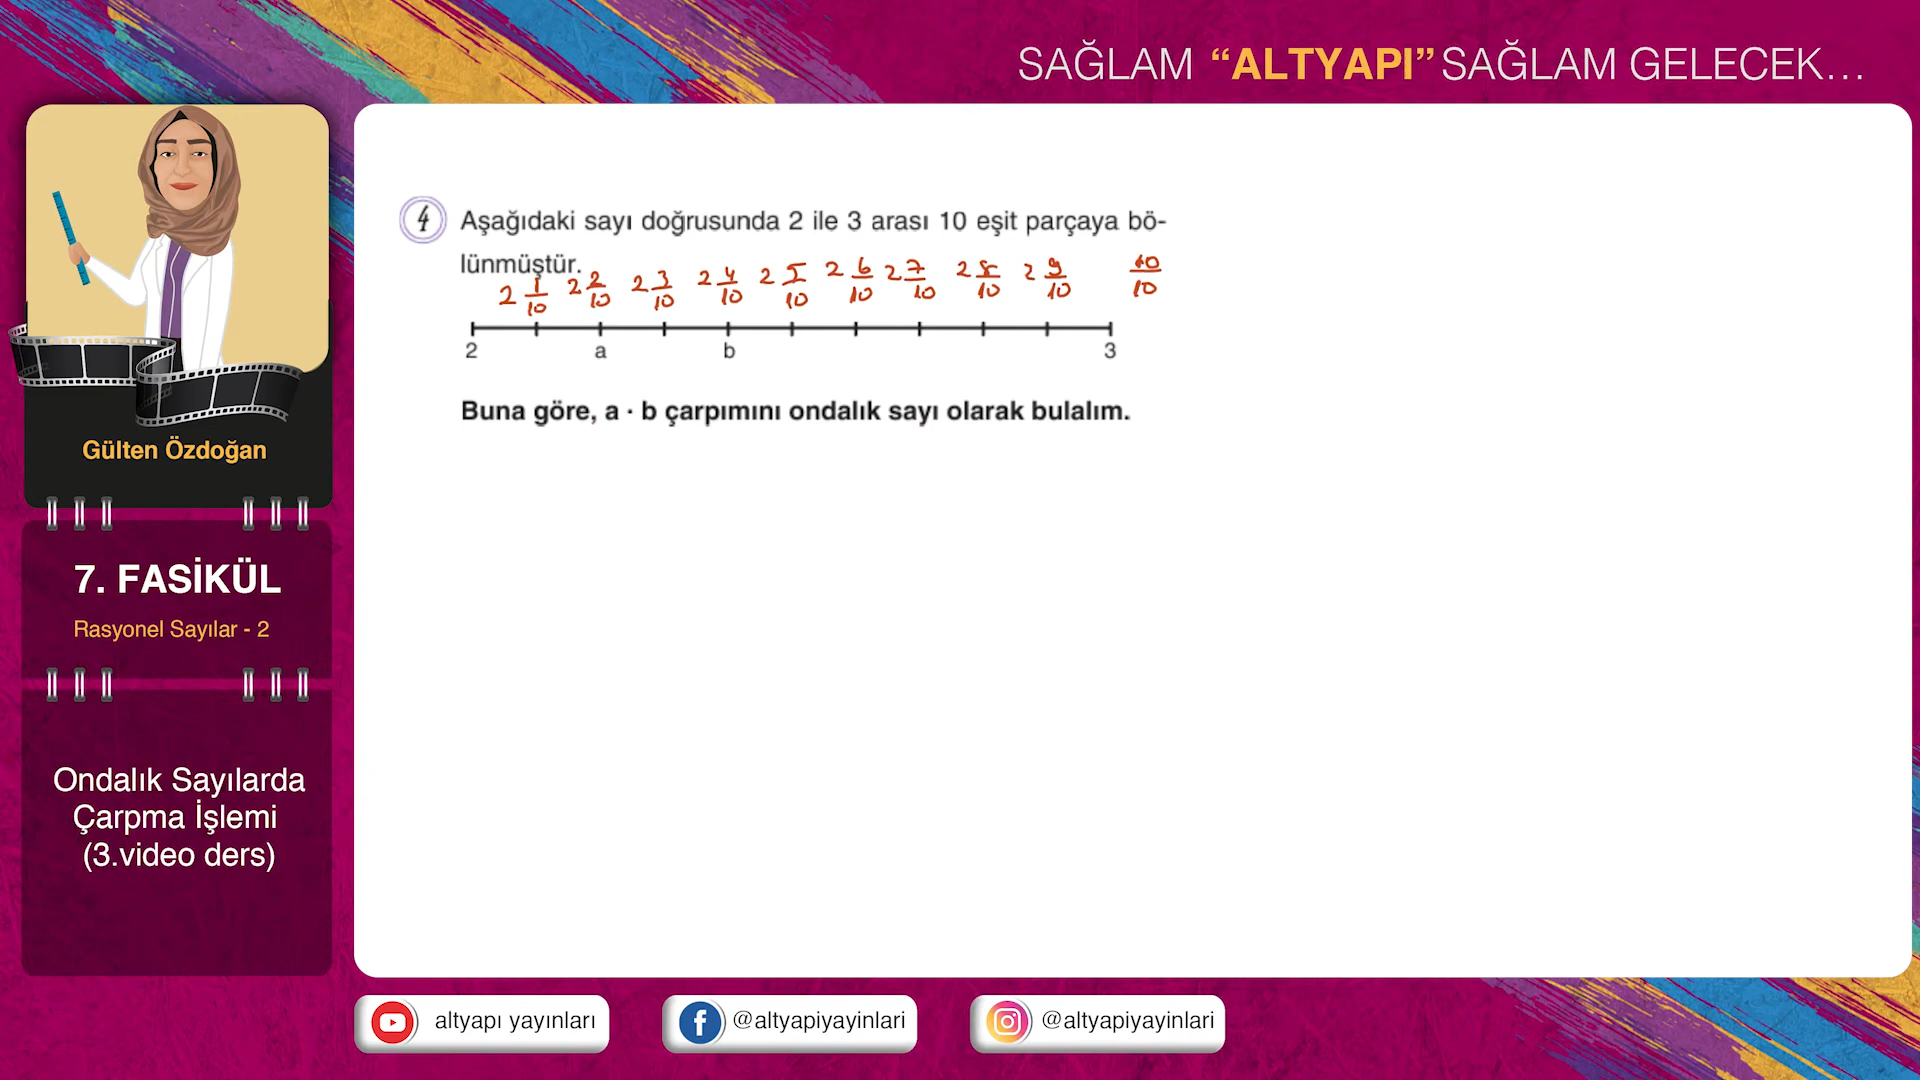 SAĞLAM “ALTYAPI” SAĞLAM GELECEK...
4 Aşağıdaki sayı doğrusunda 2 ile 3 arası 10 eşit parçaya bö-
lünmüştür.
2 1/10 2 2/10 2 3/10 2 4/10 2 5/10 2 6/10 2 7/10 2 8/10 2 9/10 10/10
2 a b 3
Buna göre, a · b çarpımını ondalık sayı olarak bulalım.
Gülten Özdoğan
7. FASİKÜL
Rasyonel Sayılar - 2
Ondalık Sayılarda
Çarpma İşlemi
(3.video ders)
altyapı yayınları
@altyapiyayinlari
@altyapiyayinlari